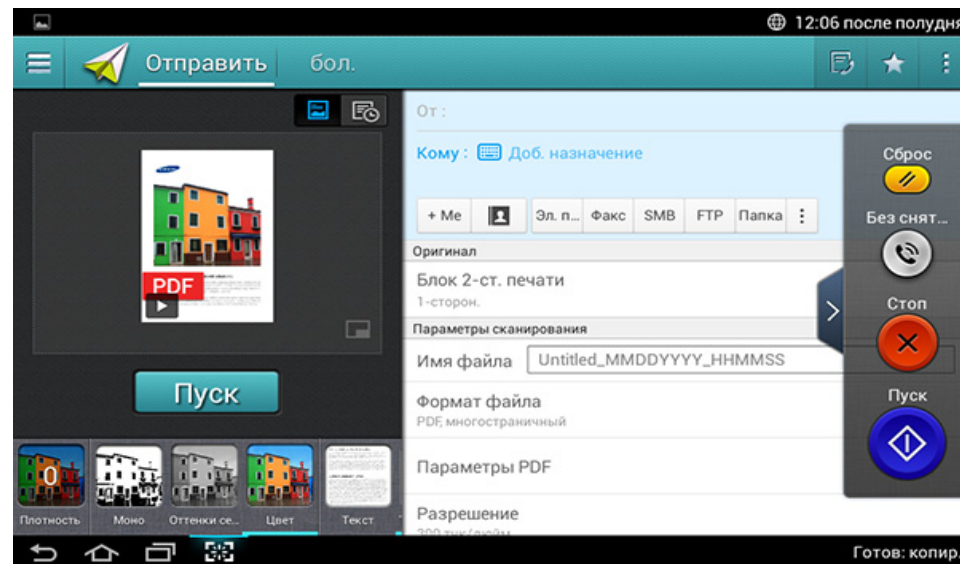 12:06 после полудня
Отправить
бол.
От :
Кому : Доб. назначение
+ Me
Эл. п...
Факс
SMB
FTP
Папка
Оригинал
Блок 2-ст. печати
1-сторон.
Параметры сканирования
Имя файла
Untitled_MMDDYYYY_HHMMSS
Формат файла
PDF, многостраничный
Параметры PDF
Разрешение
PDF
Пуск
0
Плотность
Моно
Оттенки се...
Цвет
Текст
Сброс
Без снят...
Стоп
Пуск
Готов: копир.